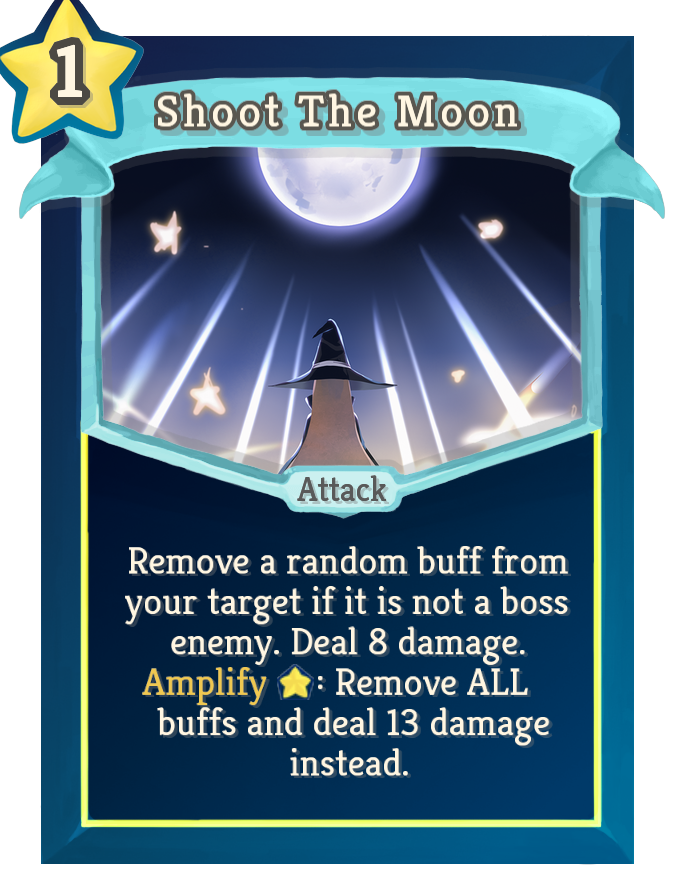 1
Shoot The Moon
Attack
Remove a random buff from
your target if it is not a boss
enemy. Deal 8 damage.
Amplify ⭐: Remove ALL
buffs and deal 13 damage
instead.